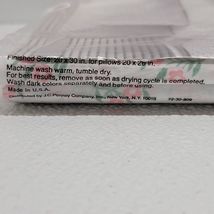 Finished Size: 20 x 30 in. for pillows 20 x 26 in.
Machine wash warm, tumble dry.
For best results, remove as soon as drying cycle is completed.
Wash dark colors separately and before using.
Made in U.S.A.
Distributed by J.C. Penney Company, Inc., New York, N.Y. 10019